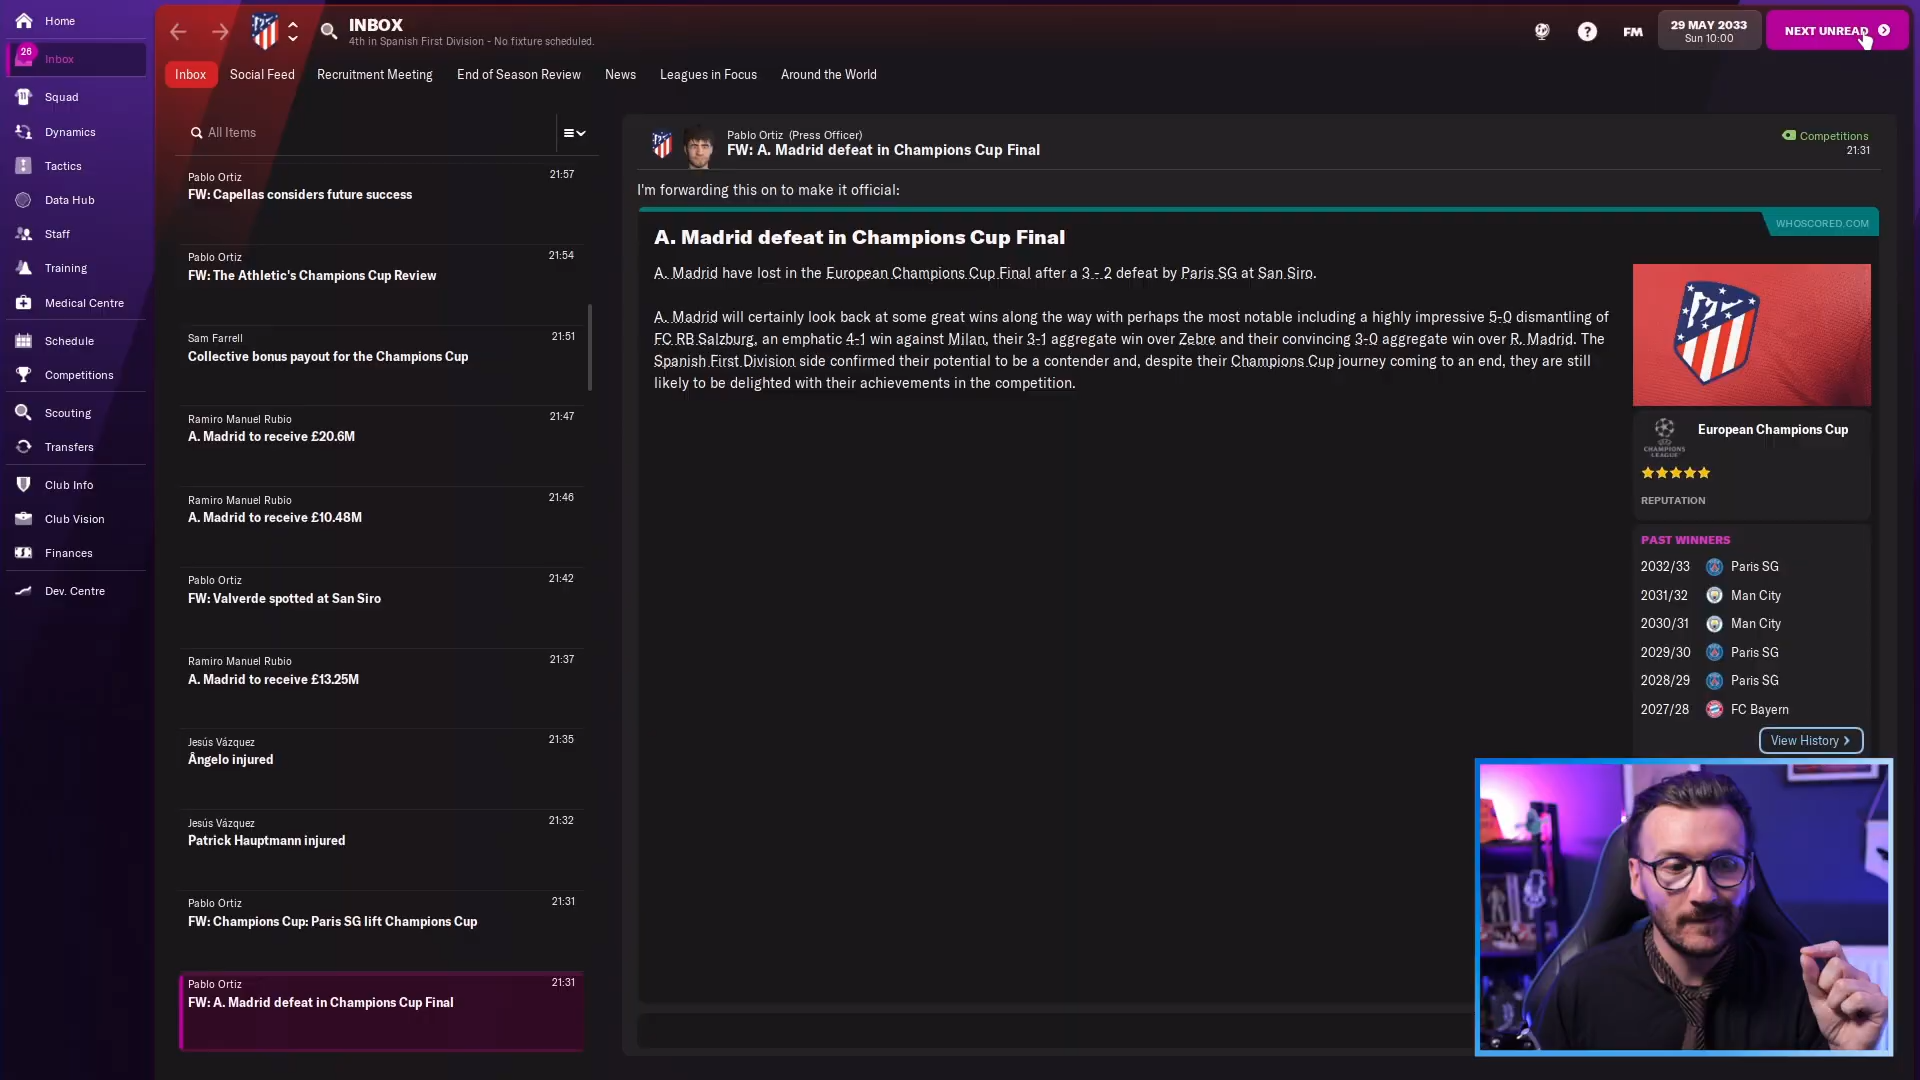 Home
26
Inbox
Squad
Dynamics
Tactics
Data Hub
Staff
Training
Medical Centre
Schedule
Competitions
Scouting
Transfers
Club Info
Club Vision
Finances
Dev. Centre
INBOX
4th in Spanish First Division - No fixture scheduled.
FM
29 MAY 2033
Sun 10:00
NEXT UNREAD
Inbox
Social Feed
Recruitment Meeting
End of Season Review
News
Leagues in Focus
Around the World
All Items
Pablo Ortiz 21:57
FW: Capellas considers future success
Pablo Ortiz 21:54
FW: The Athletic's Champions Cup Review
Sam Farrell 21:51
Collective bonus payout for the Champions Cup
Ramiro Manuel Rubio 21:47
A. Madrid to receive £20.6M
Ramiro Manuel Rubio 21:46
A. Madrid to receive £10.48M
Pablo Ortiz 21:42
FW: Valverde spotted at San Siro
Ramiro Manuel Rubio 21:37
A. Madrid to receive £13.25M
Jesús Vázquez 21:35
Ângelo injured
Jesús Vázquez 21:32
Patrick Hauptmann injured
Pablo Ortiz 21:31
FW: Champions Cup: Paris SG lift Champions Cup
Pablo Ortiz 21:31
FW: A. Madrid defeat in Champions Cup Final
Pablo Ortiz (Press Officer)
FW: A. Madrid defeat in Champions Cup Final
Competitions
21:31
I'm forwarding this on to make it official:
WHOSCORED.COM
A. Madrid defeat in Champions Cup Final
A. Madrid have lost in the European Champions Cup Final after a 3 - 2 defeat by Paris SG at San Siro.
A. Madrid will certainly look back at some great wins along the way with perhaps the most notable including a highly impressive 5-0 dismantling of
FC RB Salzburg, an emphatic 4-1 win against Milan, their 3-1 aggregate win over Zebre and their convincing 3-0 aggregate win over R. Madrid. The
Spanish First Division side confirmed their potential to be a contender and, despite their Champions Cup journey coming to an end, they are still
likely to be delighted with their achievements in the competition.
CHAMPIONS
LEAGUE
European Champions Cup
REPUTATION
PAST WINNERS
2032/33 Paris SG
2031/32 Man City
2030/31 Man City
2029/30 Paris SG
2028/29 Paris SG
2027/28 FC Bayern
View History